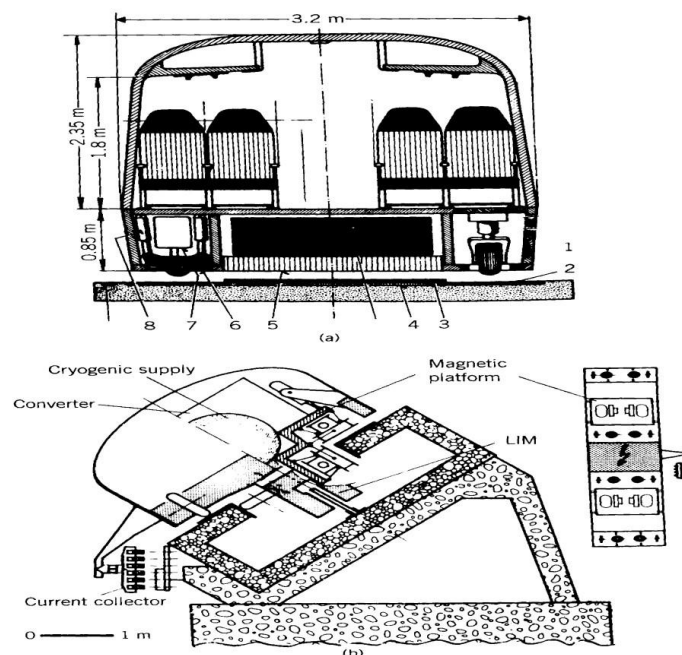 3.2 m
2.35 m
1.8 m
0.85 m
1
2
8
7
6
5
4
3
(a)
Cryogenic supply
Converter
Magnetic
platform
LIM
Current collector
0
1 m
(b)